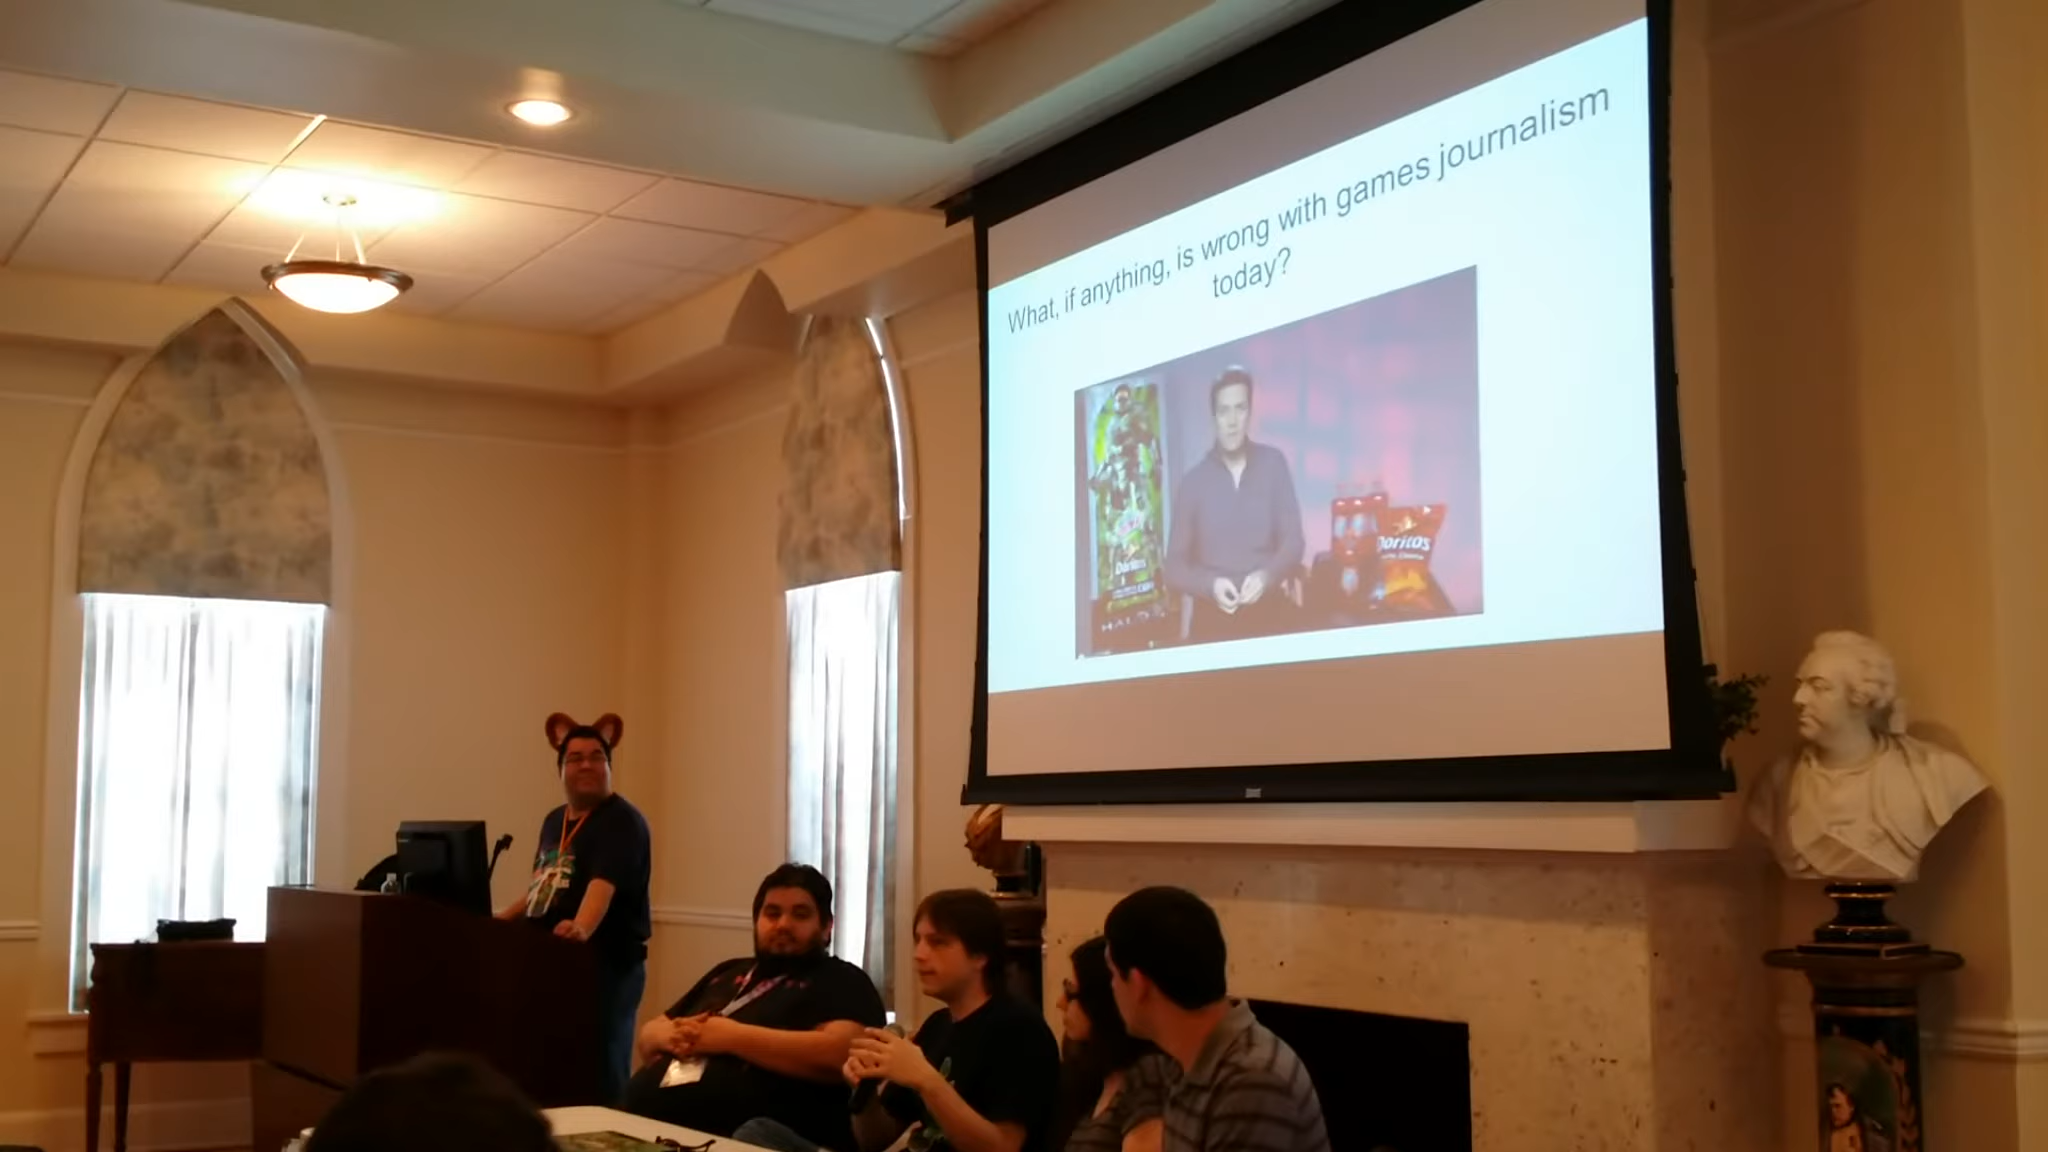 What, if anything, is wrong with games journalism
today?
Doritos
Doritos
HALO